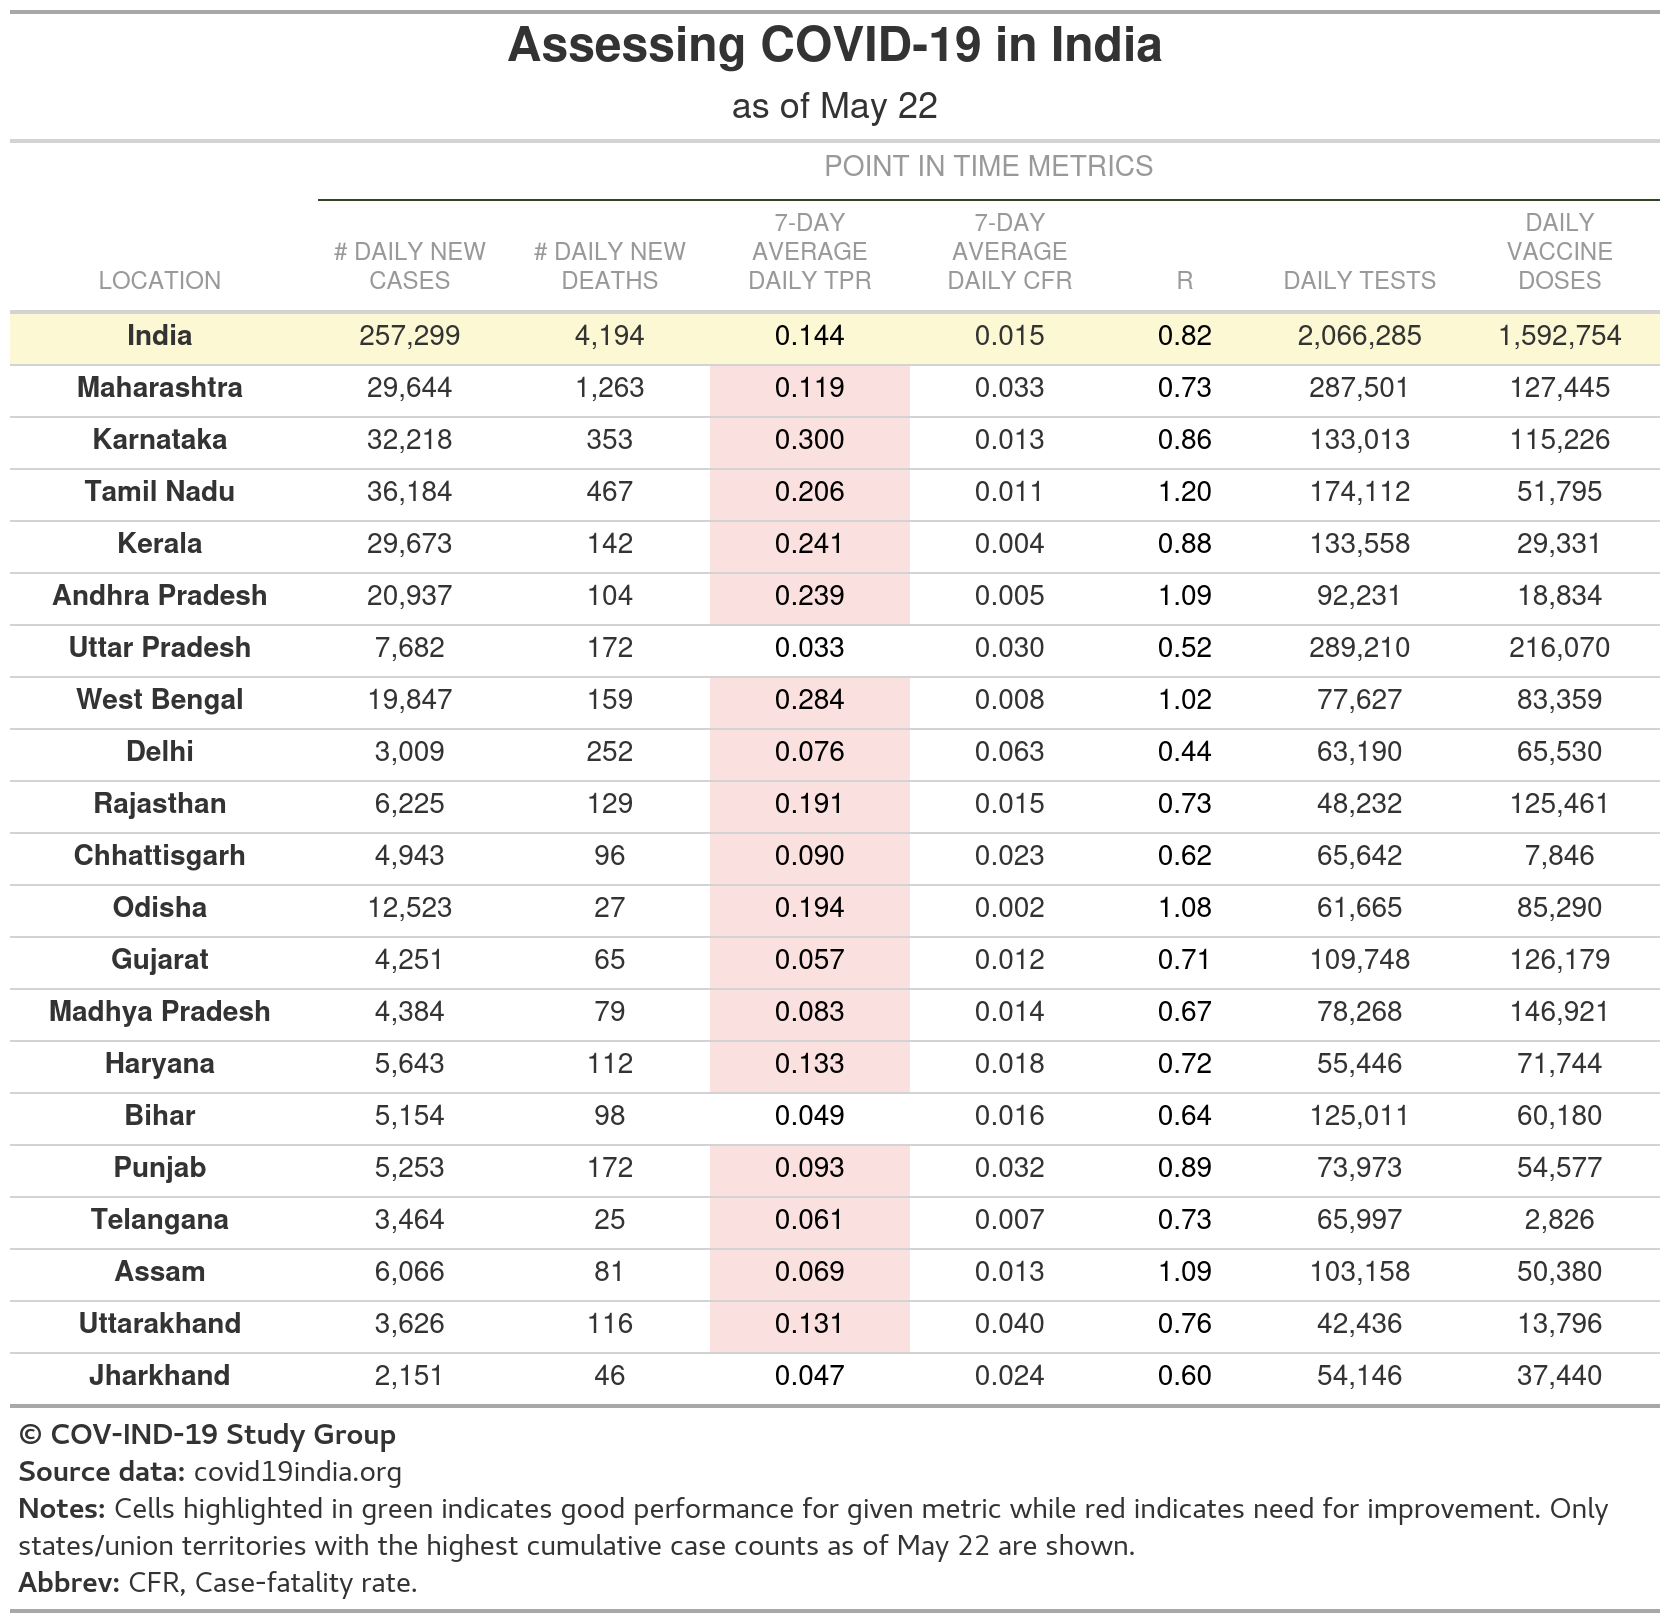 Assessing COVID-19 in India
as of May 22
POINT IN TIME METRICS
LOCATION # DAILY NEW CASES # DAILY NEW DEATHS 7-DAY AVERAGE DAILY TPR 7-DAY AVERAGE DAILY CFR R DAILY TESTS DAILY VACCINE DOSES
India 257,299 4,194 0.144 0.015 0.82 2,066,285 1,592,754
Maharashtra 29,644 1,263 0.119 0.033 0.73 287,501 127,445
Karnataka 32,218 353 0.300 0.013 0.86 133,013 115,226
Tamil Nadu 36,184 467 0.206 0.011 1.20 174,112 51,795
Kerala 29,673 142 0.241 0.004 0.88 133,558 29,331
Andhra Pradesh 20,937 104 0.239 0.005 1.09 92,231 18,834
Uttar Pradesh 7,682 172 0.033 0.030 0.52 289,210 216,070
West Bengal 19,847 159 0.284 0.008 1.02 77,627 83,359
Delhi 3,009 252 0.076 0.063 0.44 63,190 65,530
Rajasthan 6,225 129 0.191 0.015 0.73 48,232 125,461
Chhattisgarh 4,943 96 0.090 0.023 0.62 65,642 7,846
Odisha 12,523 27 0.194 0.002 1.08 61,665 85,290
Gujarat 4,251 65 0.057 0.012 0.71 109,748 126,179
Madhya Pradesh 4,384 79 0.083 0.014 0.67 78,268 146,921
Haryana 5,643 112 0.133 0.018 0.72 55,446 71,744
Bihar 5,154 98 0.049 0.016 0.64 125,011 60,180
Punjab 5,253 172 0.093 0.032 0.89 73,973 54,577
Telangana 3,464 25 0.061 0.007 0.73 65,997 2,826
Assam 6,066 81 0.069 0.013 1.09 103,158 50,380
Uttarakhand 3,626 116 0.131 0.040 0.76 42,436 13,796
Jharkhand 2,151 46 0.047 0.024 0.60 54,146 37,440
© COV-IND-19 Study Group
Source data: covid19india.org
Notes: Cells highlighted in green indicates good performance for given metric while red indicates need for improvement. Only
states/union territories with the highest cumulative case counts as of May 22 are shown.
Abbrev: CFR, Case-fatality rate.